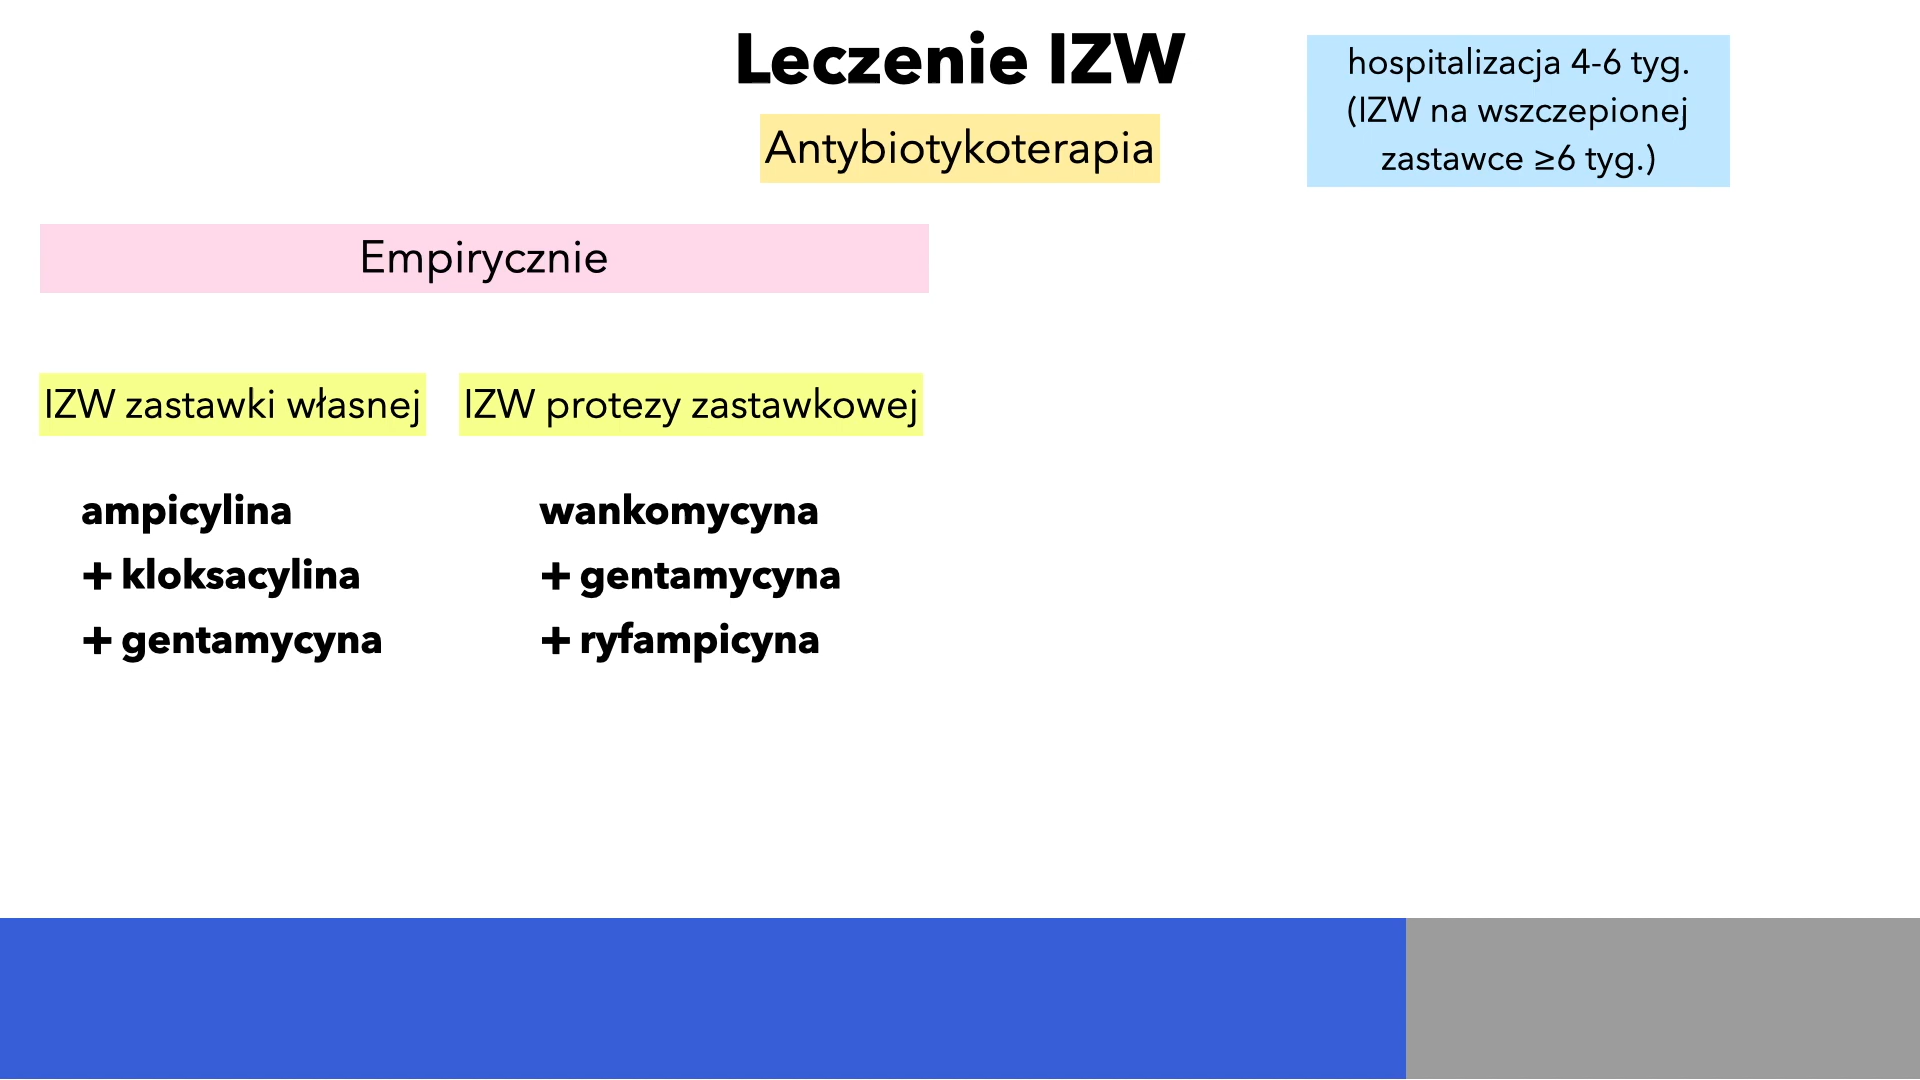 Leczenie IZW
Antybiotykoterapia
hospitalizacja 4-6 tyg.
(IZW na wszczepionej
zastawce ≥6 tyg.)
Empirycznie
IZW zastawki własnej
ampicylina
+ kloksacylina
+ gentamycyna
IZW protezy zastawkowej
wankomycyna
+ gentamycyna
+ ryfampicyna